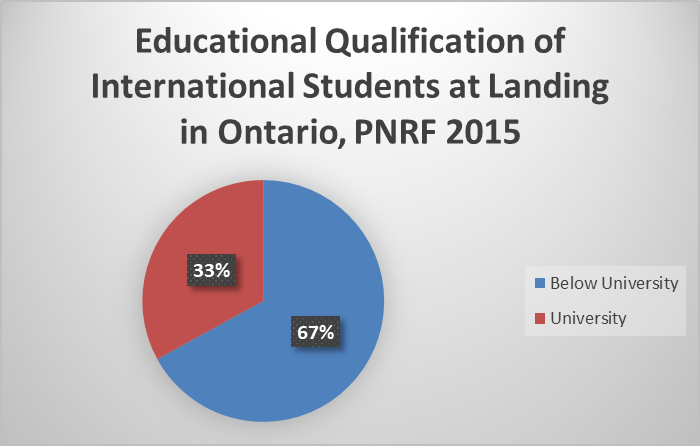 Educational Qualification of
International Students at Landing
in Ontario, PNRF 2015
33%
67%
Below University
University